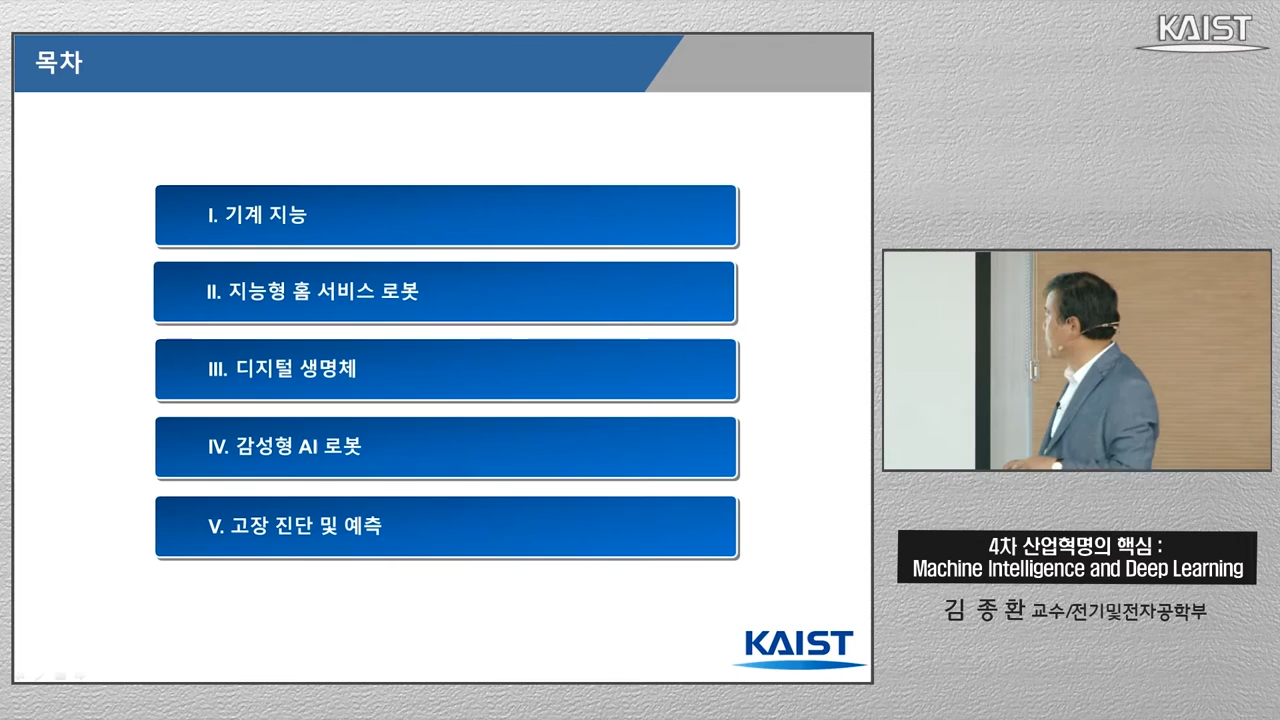 KAIST
목차
I. 기계 지능
II. 지능형 홈 서비스 로봇
III. 디지털 생명체
IV. 감성형 AI 로봇
V. 고장 진단 및 예측
KAIST
4차 산업혁명의 핵심 :
Machine Intelligence and Deep Learning
김 종 환 교수/전기및전자공학부